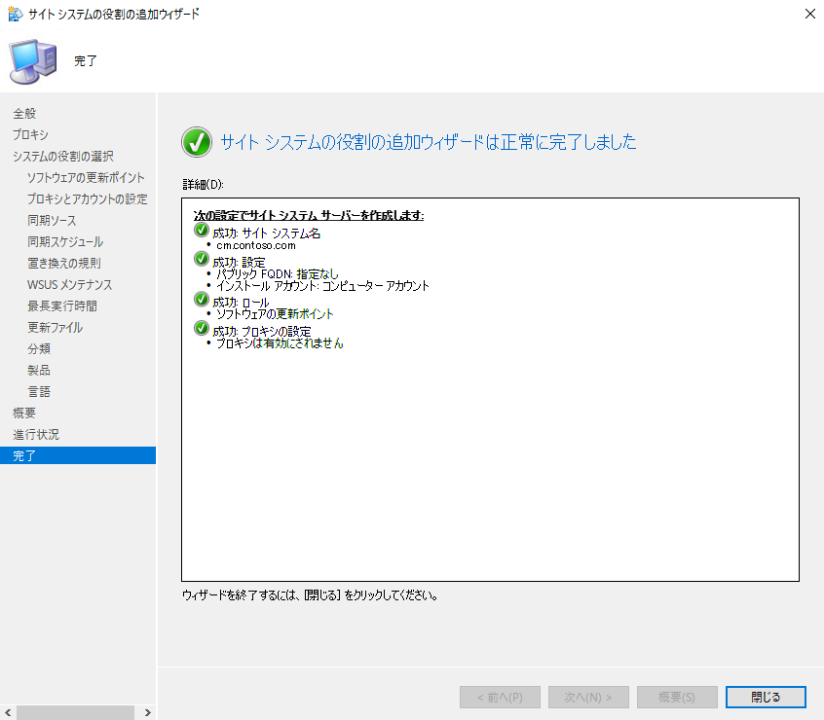 サイト システムの役割の追加ウィザード
完了
全般
プロキシ
システムの役割の選択
ソフトウェアの更新ポイント
プロキシとアカウントの設定
同期ソース
同期スケジュール
置き換えの規則
WSUS メンテナンス
最長実行時間
更新ファイル
分類
製品
言語
概要
進行状況
完了
サイト システムの役割の追加ウィザードは正常に完了しました
詳細(D):
次の設定でサイト システム サーバーを作成します:
成功: サイト システム名
• cm.contoso.com
成功: 設定
• パブリック FQDN: 指定なし
• インストール アカウント: コンピューター アカウント
成功: ロール
• ソフトウェアの更新ポイント
成功: プロキシの設定
• プロキシは有効にされません
ウィザードを終了するには、[閉じる] をクリックしてください。
< 前へ(P)
次へ(N) >
概要(S)
閉じる